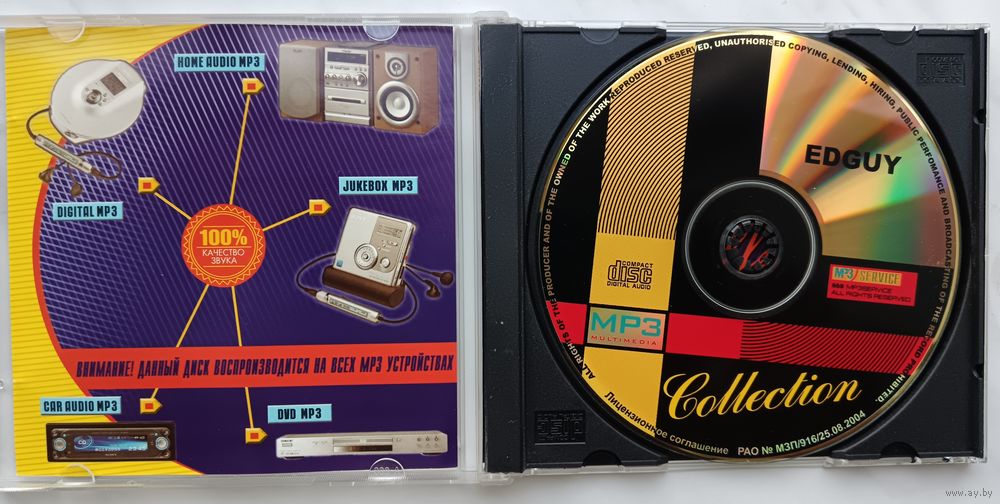 HOME AUDIO MP3
JUKEBOX MP3
DIGITAL MP3
100%
КАЧЕСТВО
ЗВУКА
ВНИМАНИЕ! ДАННЫЙ ДИСК ВОСПРОИЗВОДИТСЯ НА ВСЕХ MP3 УСТРОЙСТВАХ
CAR AUDIO MP3
DVD MP3
ALL RIGHTS OF THE PRODUCER AND OF THE OWNED OF THE WORK REPRODUCED RESERVED, UNAUTHORISED COPYING, LENDING, HIRING, PUBLIC PERFOMANCE AND BROADCASTING OF THE RECORD PROHIBITED.
EDGUY
COMPACT
disc
DIGITAL AUDIO
MP3/SERVICE
MP3SERVICE
ALL RIGHTS RESERVED
MP3
MULTIMEDIA
Collection
Лицензионное соглашение РАО № МЗП/916/25.08.2004
www.ay.by